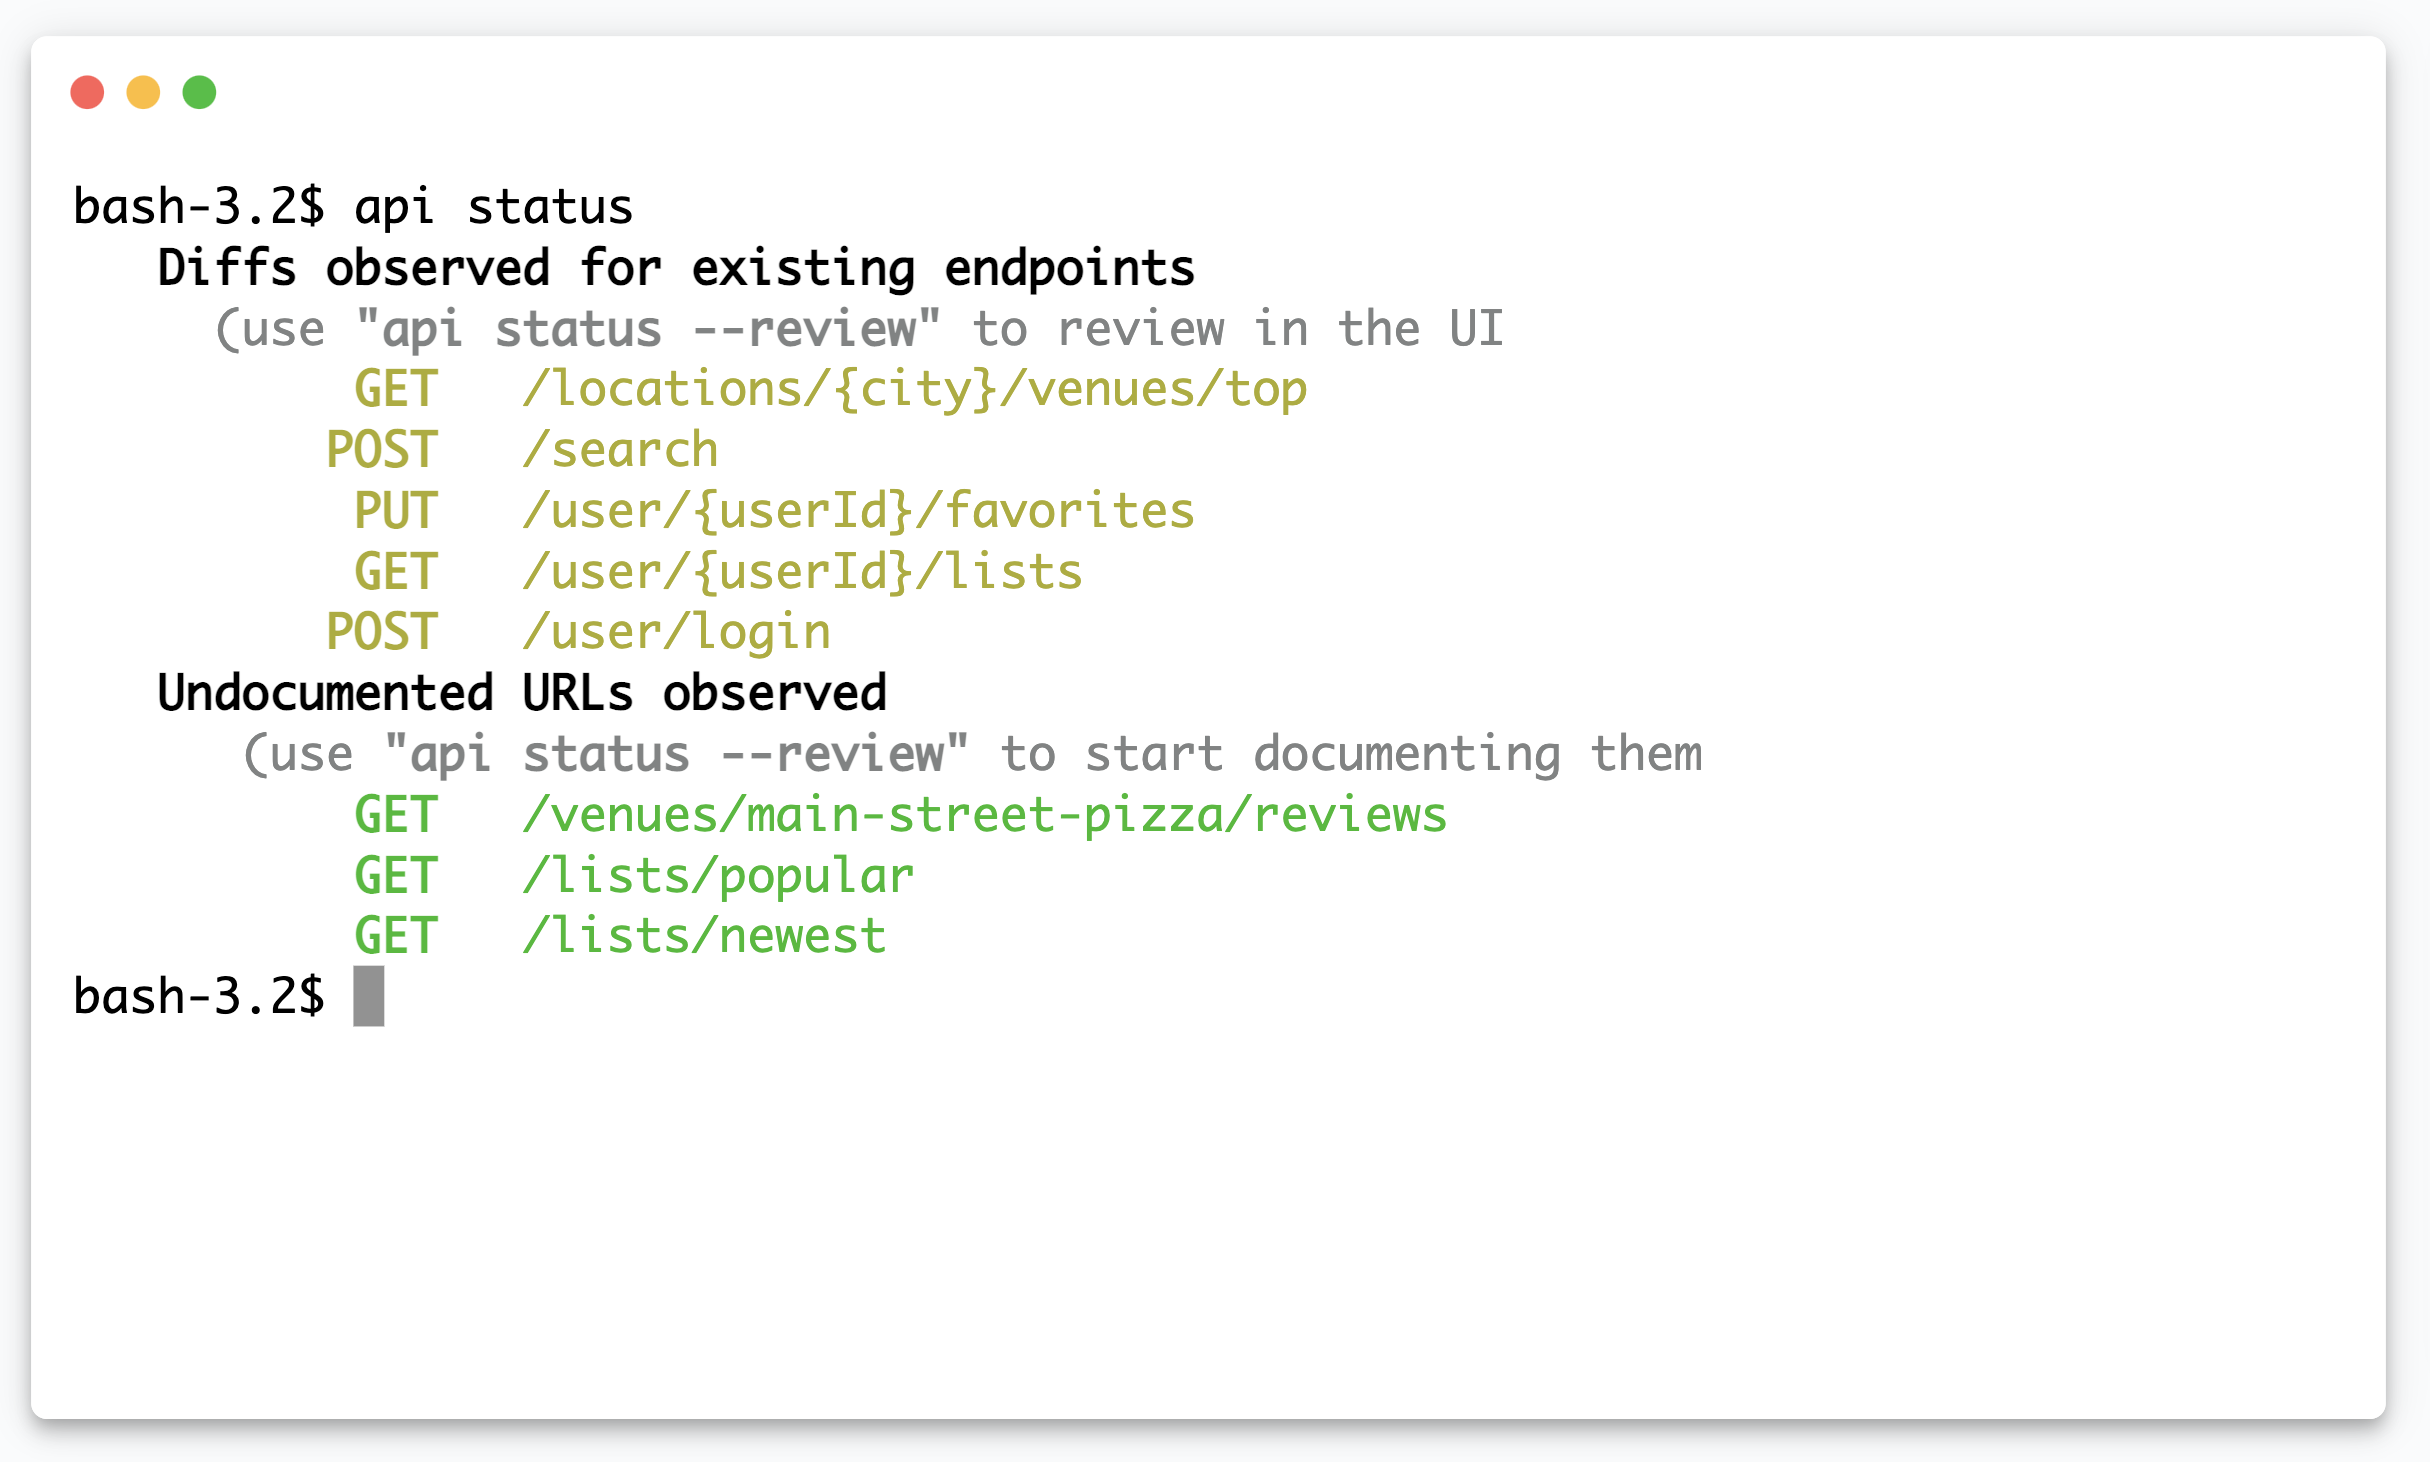 bash-3.2$ api status
Diffs observed for existing endpoints
(use "api status --review" to review in the UI
GET /locations/{city}/venues/top
POST /search
PUT /user/{userId}/favorites
GET /user/{userId}/lists
POST /user/login
Undocumented URLs observed
(use "api status --review" to start documenting them
GET /venues/main-street-pizza/reviews
GET /lists/popular
GET /lists/newest
bash-3.2$